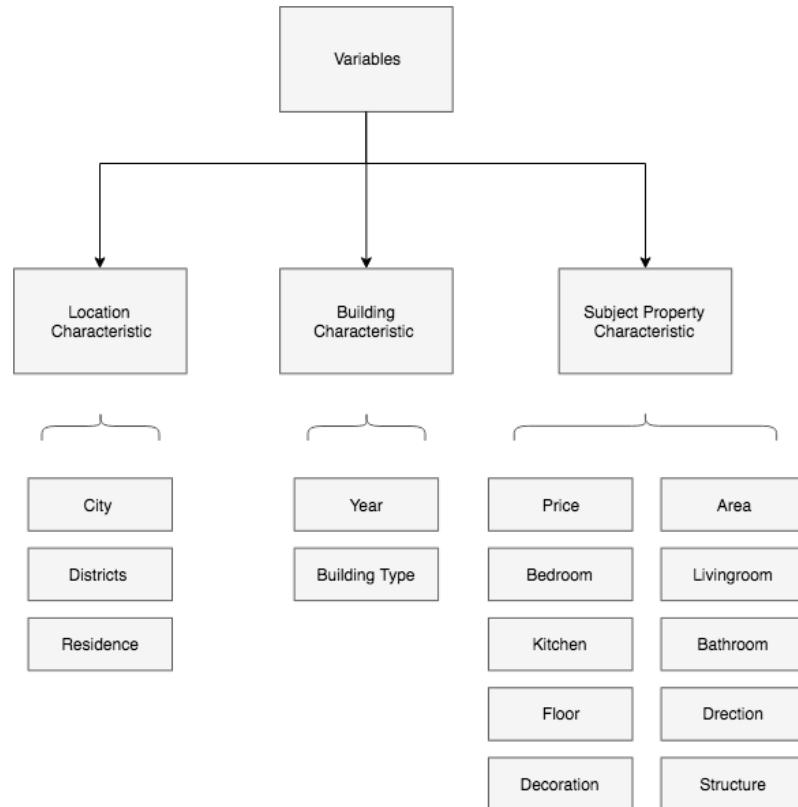 Variables
Location
Characteristic
Building
Characteristic
Subject Property
Characteristic
City
Districts
Residence
Year
Building Type
Price
Area
Bedroom
Livingroom
Kitchen
Bathroom
Floor
Drection
Decoration
Structure